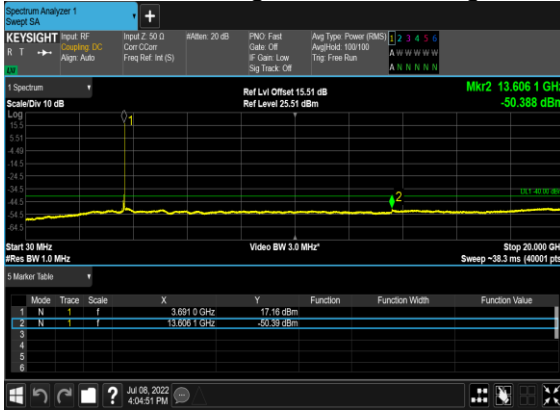 Spectrum Analyzer 1
Swept SA
+
KEYSIGHT Input: RF Input Z: 50 Ω #Atten: 20 dB PNO: Fast Avg Type: Power (RMS) 1 2 3 4 5 6
R T Coupling: DC Corr CCorr Gate: Off Avg|Hold: 100/100 A W W W W W
Align: Auto Freq Ref: Int (S) IF Gain: Low Trig: Free Run
Sig Track: Off A N N N N N
1 Spectrum Ref Lvl Offset 15.51 dB Mkr2 13.606 1 GHz
Scale/Div 10 dB Ref Level 25.51 dBm -50.388 dBm
Log
15.5
5.51
-4.49
-14.5
-24.5
-34.5
-44.5
-54.5
-64.5
1
2
DL1 -40.00 dBm
Start 30 MHz Video BW 3.0 MHz* Stop 20.000 GHz
#Res BW 1.0 MHz Sweep ~38.3 ms (40001 pts)
5 Marker Table
Mode Trace Scale X Y Function Function Width Function Value
1 N 1 f 3.691 0 GHz 17.16 dBm
2 N 1 f 13.606 1 GHz -50.39 dBm
3
4
5
6
? Jul 08, 2022
4:04:51 PM